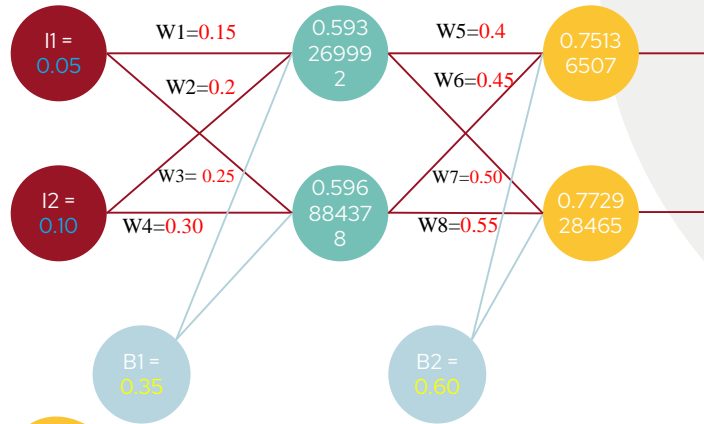 I1 =
0.05
W1=0.15
0.593
26999
2
W5=0.4
0.7513
6507
W2=0.2
W6=0.45
I2 =
0.10
W3= 0.25
W4=0.30
0.596
88437
8
W7=0.50
W8=0.55
0.7729
28465
B1 =
0.35
B2 =
0.60